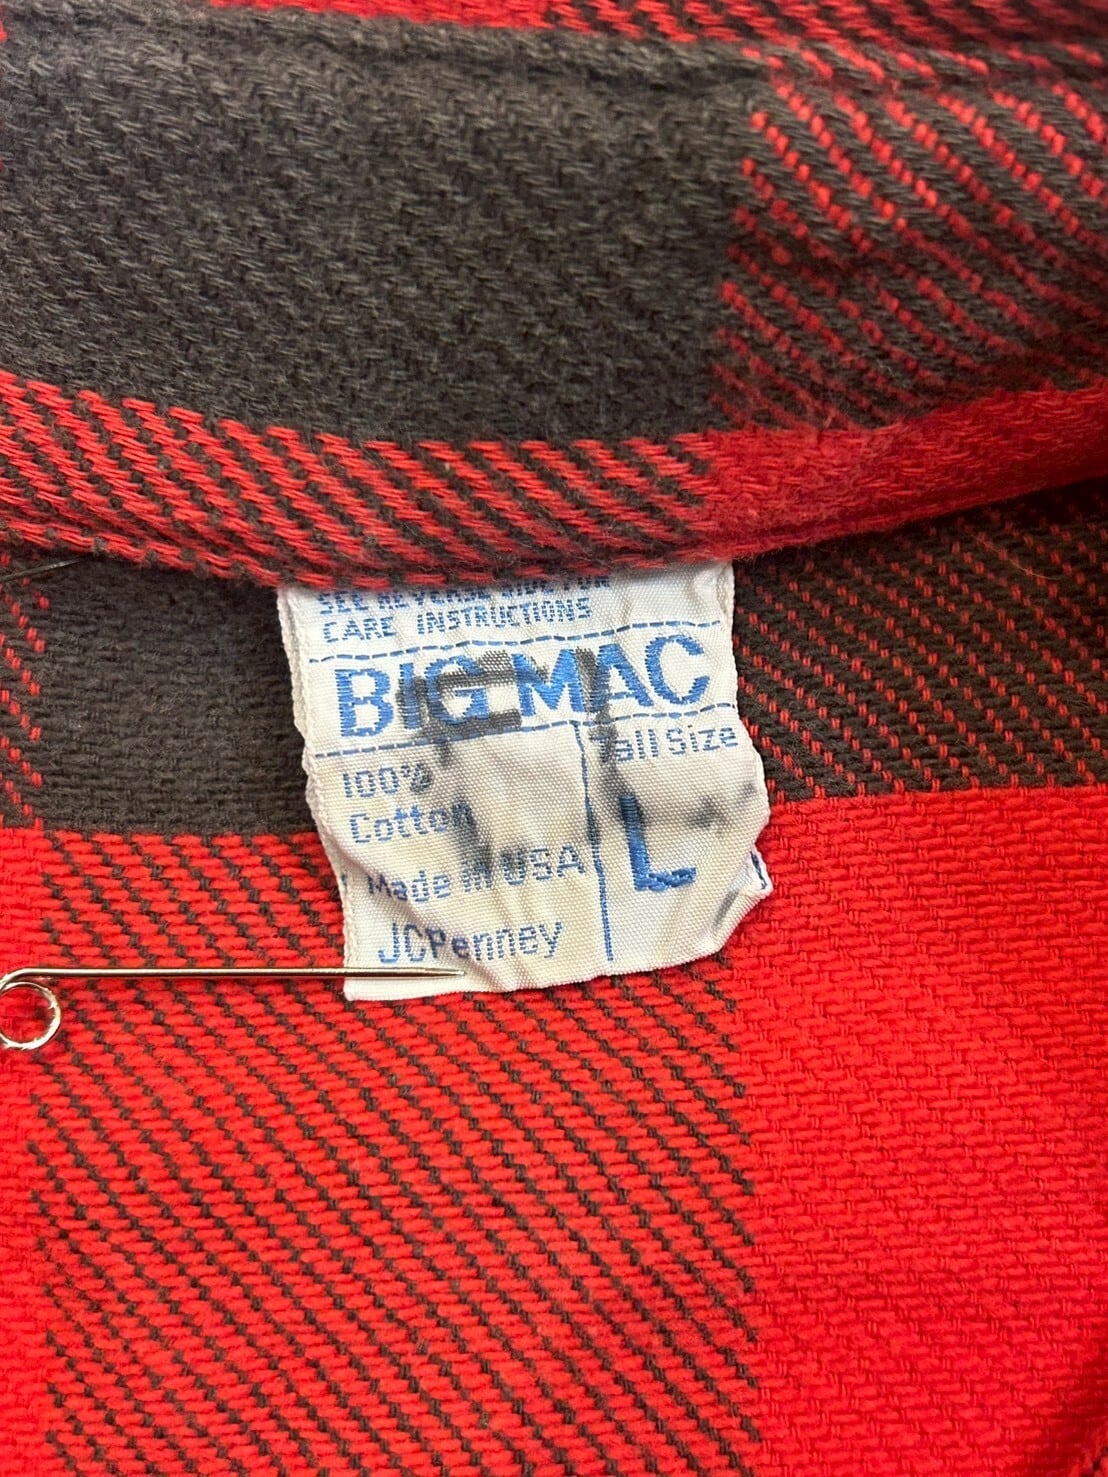 SEE REVERSE SIDE FOR
CARE INSTRUCTIONS
BIG MAC
100%
Cotton
Made in USA
JCPenney
Tall Size
L